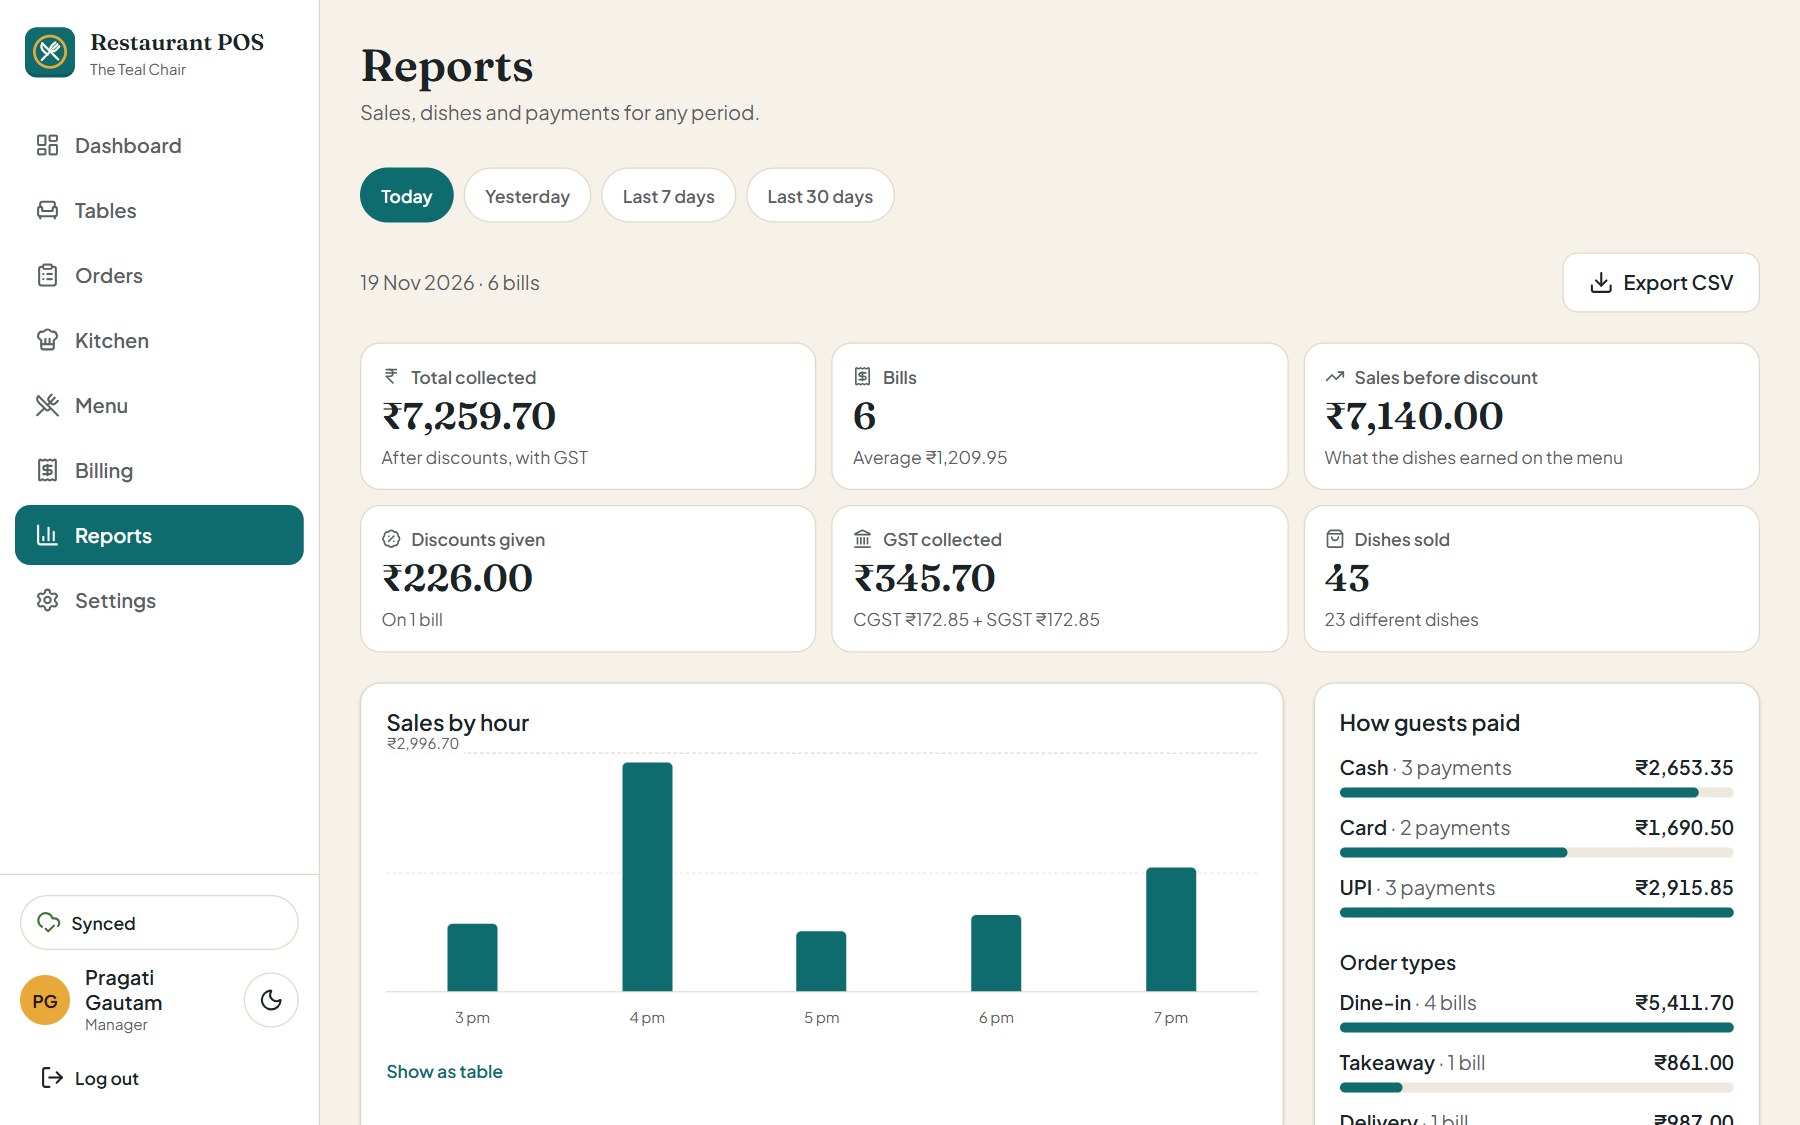 Restaurant POS
The Teal Chair
Dashboard
Tables
Orders
Kitchen
Menu
Billing
Reports
Settings
Synced
PG
Pragati
Gautam
Manager
Log out
Reports
Sales, dishes and payments for any period.
Today
Yesterday
Last 7 days
Last 30 days
19 Nov 2026 · 6 bills
Export CSV
Total collected
₹7,259.70
After discounts, with GST
Bills
6
Average ₹1,209.95
Sales before discount
₹7,140.00
What the dishes earned on the menu
Discounts given
₹226.00
On 1 bill
GST collected
₹345.70
CGST ₹172.85 + SGST ₹172.85
Dishes sold
43
23 different dishes
Sales by hour
₹2,996.70
3 pm
4 pm
5 pm
6 pm
7 pm
Show as table
How guests paid
Cash · 3 payments ₹2,653.35
Card · 2 payments ₹1,690.50
UPI · 3 payments ₹2,915.85
Order types
Dine-in · 4 bills ₹5,411.70
Takeaway · 1 bill ₹861.00
Delivery · 1 bill ₹987.00